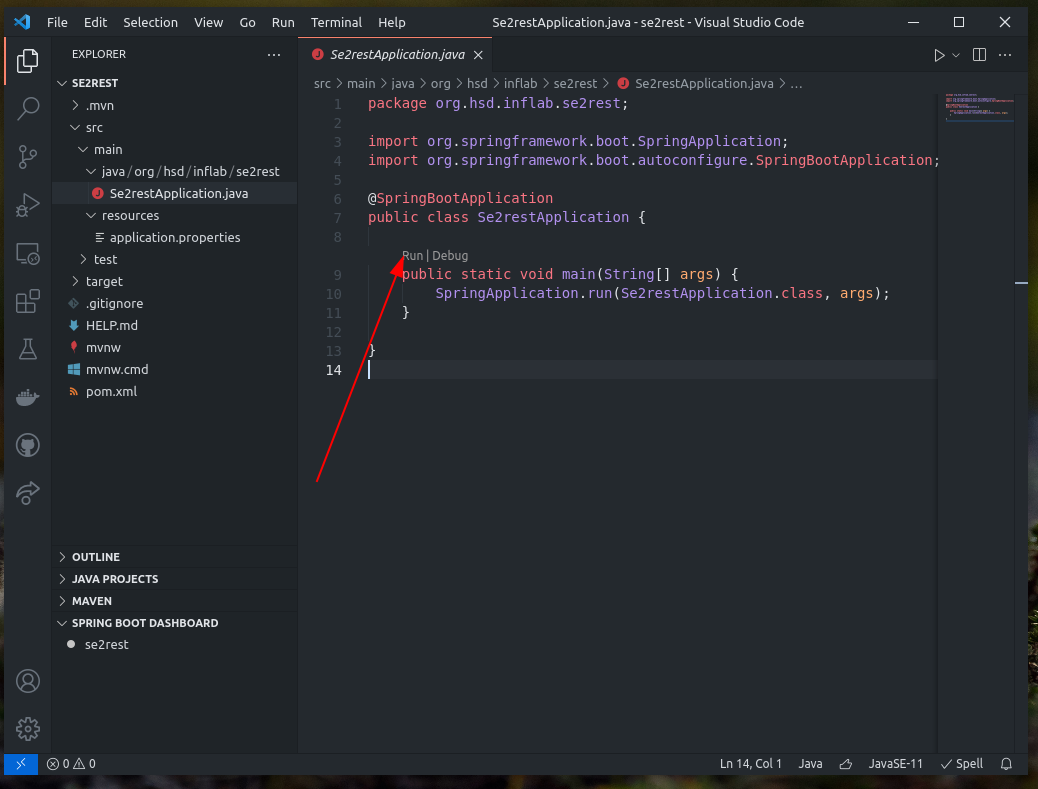 File Edit Selection View Go Run Terminal Help Se2restApplication.java - se2rest - Visual Studio Code
EXPLORER
SE2REST
.mvn
src
main
java/org/hsd/inflab/se2rest
Se2restApplication.java
resources
application.properties
test
target
.gitignore
HELP.md
mvnw
mvnw.cmd
pom.xml
OUTLINE
JAVA PROJECTS
MAVEN
SPRING BOOT DASHBOARD
se2rest
Se2restApplication.java
src > main > java > org > hsd > inflab > se2rest > Se2restApplication.java > ...
1 package org.hsd.inflab.se2rest;
2
3 import org.springframework.boot.SpringApplication;
4 import org.springframework.boot.autoconfigure.SpringBootApplication;
5
6 @SpringBootApplication
7 public class Se2restApplication {
8
Run | Debug
9 public static void main(String[] args) {
10 SpringApplication.run(Se2restApplication.class, args);
11 }
12
13 }
14
0 0 Ln 14, Col 1 Java JavaSE-11 Spell